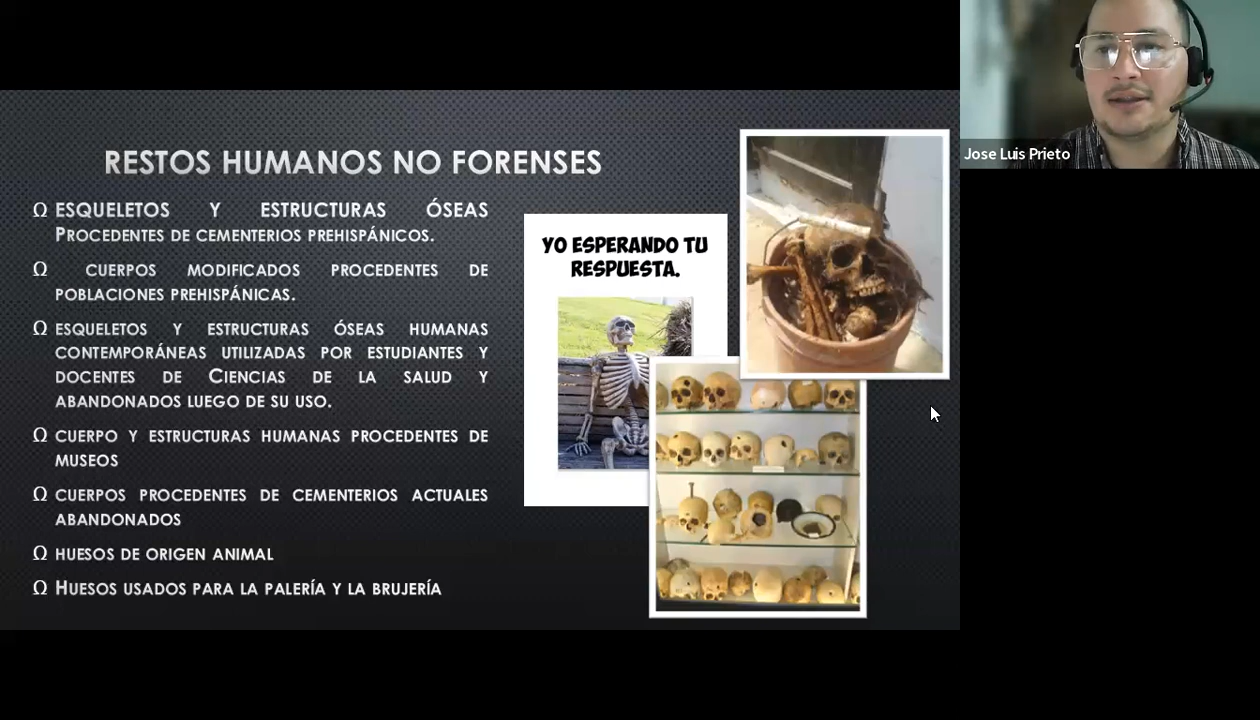 RESTOS HUMANOS NO FORENSES
Ω ESQUELETOS Y ESTRUCTURAS ÓSEAS
PROCEDENTES DE CEMENTERIOS PREHISPÁNICOS.
Ω CUERPOS MODIFICADOS PROCEDENTES DE
POBLACIONES PREHISPÁNICAS.
Ω ESQUELETOS Y ESTRUCTURAS ÓSEAS HUMANAS
CONTEMPORÁNEAS UTILIZADAS POR ESTUDIANTES Y
DOCENTES DE CIENCIAS DE LA SALUD Y
ABANDONADOS LUEGO DE SU USO.
Ω CUERPO Y ESTRUCTURAS HUMANAS PROCEDENTES DE
MUSEOS
Ω CUERPOS PROCEDENTES DE CEMENTERIOS ACTUALES
ABANDONADOS
Ω HUESOS DE ORIGEN ANIMAL
Ω HUESOS USADOS PARA LA PALERÍA Y LA BRUJERÍA
YO ESPERANDO TU
RESPUESTA.
Jose Luis Prieto